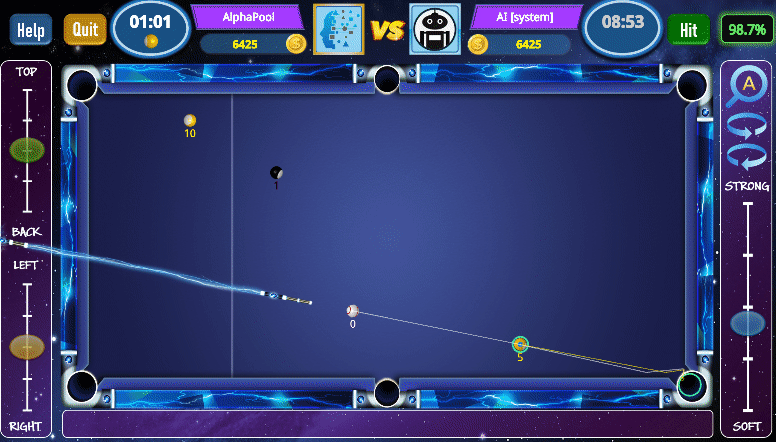 Help
Quit
01:01
AlphaPool
6425
VS
AI [system]
6425
08:53
Hit
98.7%
TOP
BACK
LEFT
RIGHT
A
STRONG
SOFT
10
1
0
5